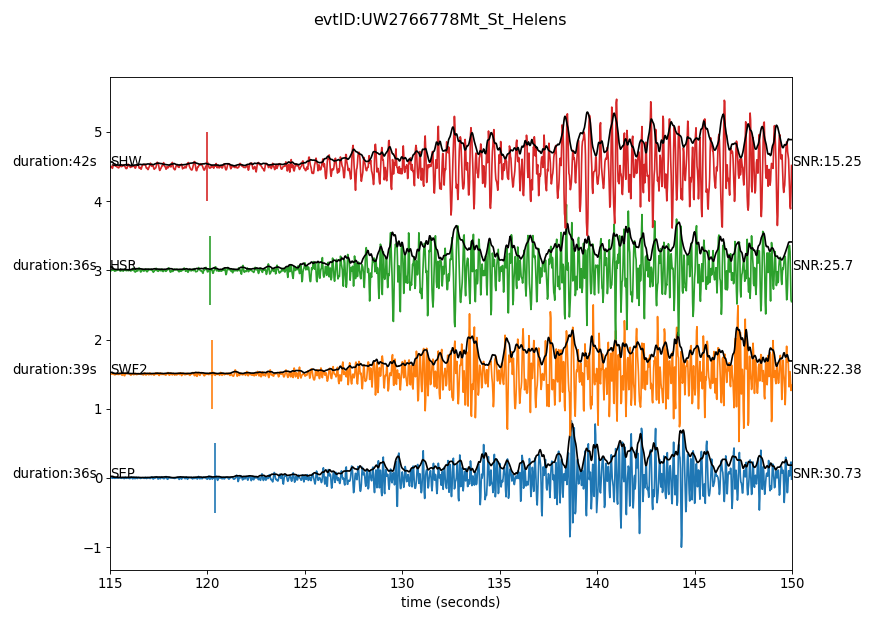 evtID:UW2766778Mt_St_Helens
5
duration:42s SHW SNR:15.25
4
duration:36s HSR SNR:25.7
3
2
duration:39s SWF2 SNR:22.38
1
duration:36s SEP SNR:30.73
0
−1
115 120 125 130 135 140 145 150
time (seconds)